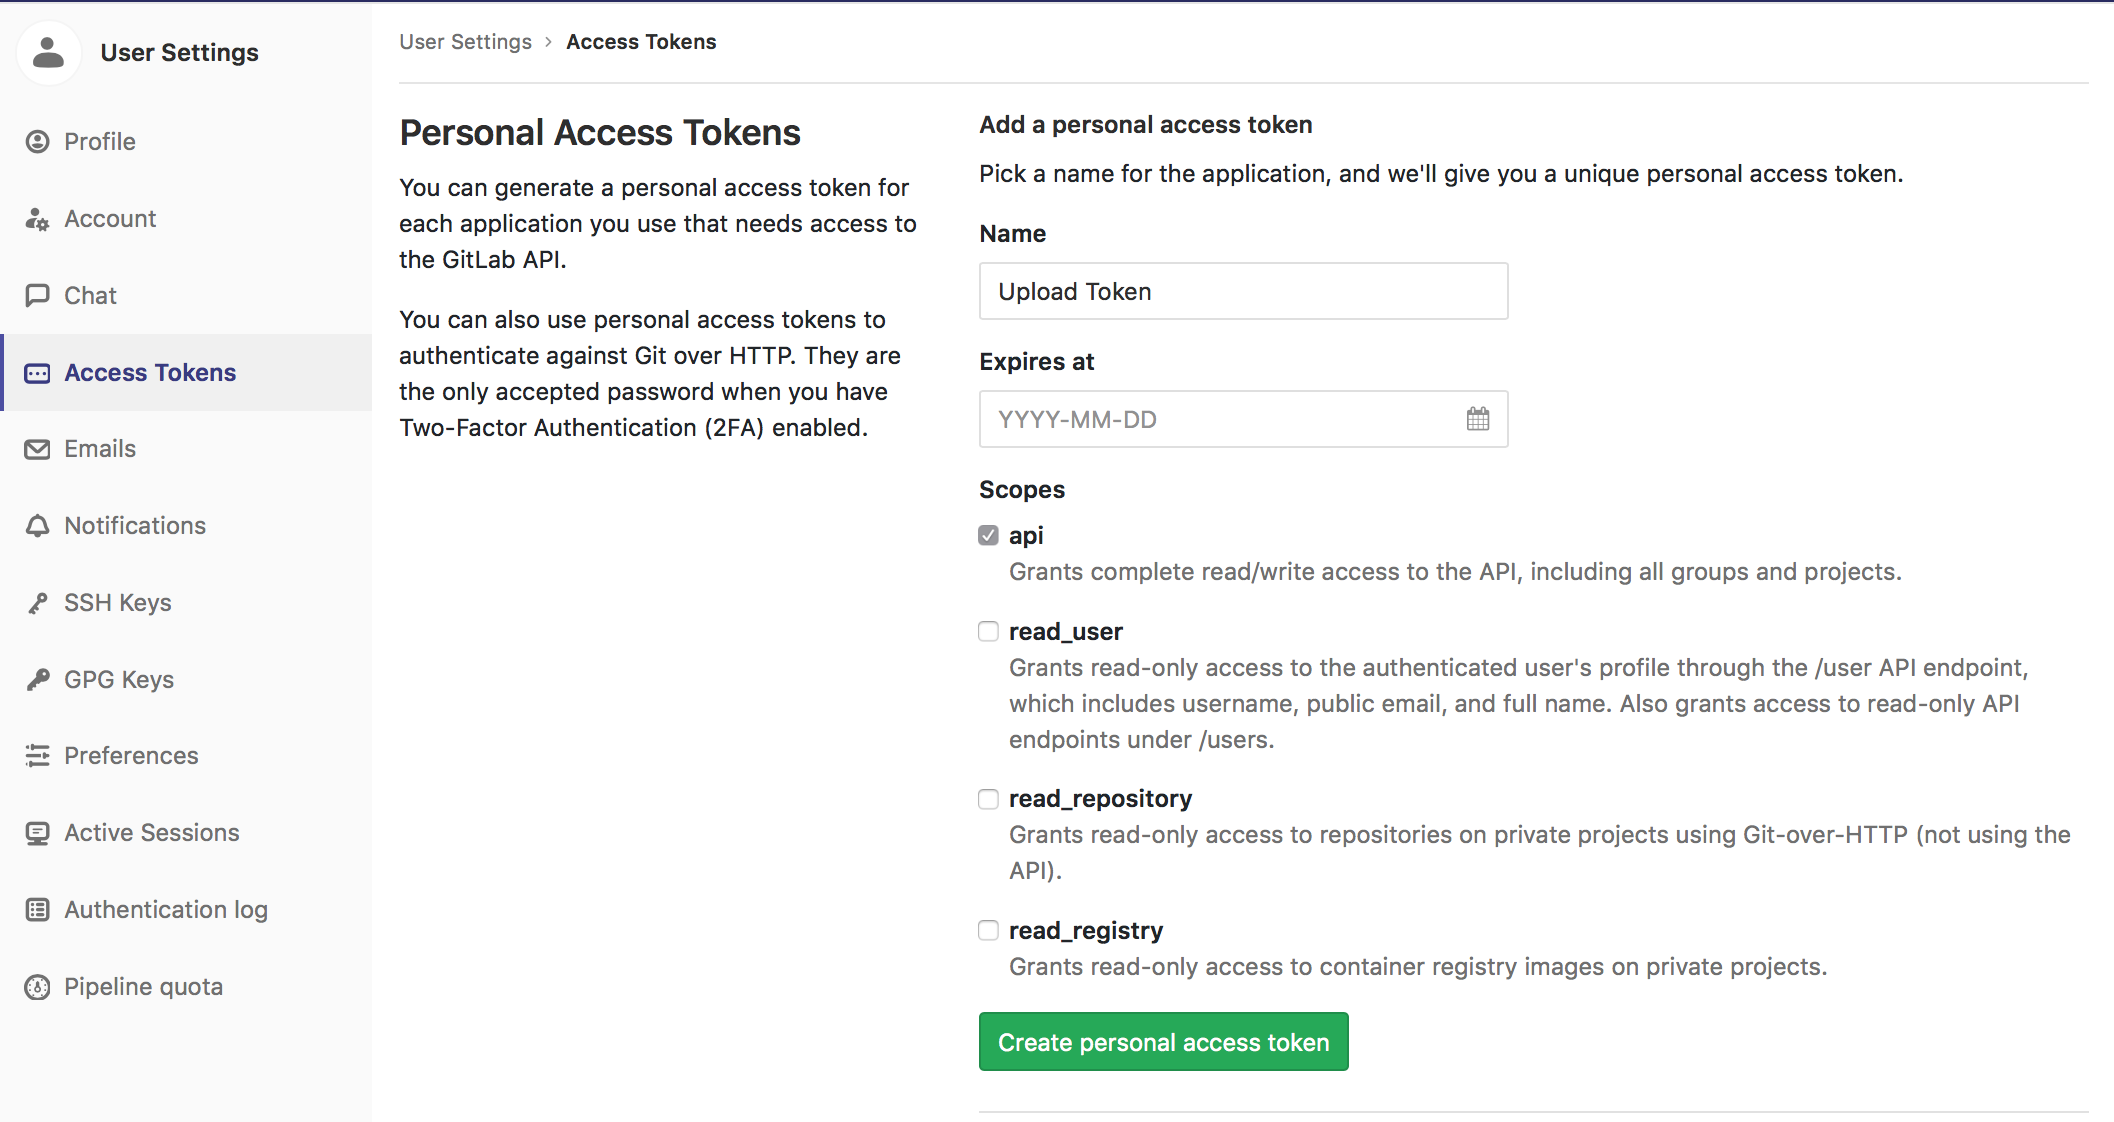 User Settings
Profile
Account
Chat
Access Tokens
Emails
Notifications
SSH Keys
GPG Keys
Preferences
Active Sessions
Authentication log
Pipeline quota
User Settings > Access Tokens
Personal Access Tokens
You can generate a personal access token for
each application you use that needs access to
the GitLab API.
You can also use personal access tokens to
authenticate against Git over HTTP. They are
the only accepted password when you have
Two-Factor Authentication (2FA) enabled.
Add a personal access token
Pick a name for the application, and we'll give you a unique personal access token.
Name
Upload Token
Expires at
YYYY-MM-DD
Scopes
api
Grants complete read/write access to the API, including all groups and projects.
read_user
Grants read-only access to the authenticated user's profile through the /user API endpoint,
which includes username, public email, and full name. Also grants access to read-only API
endpoints under /users.
read_repository
Grants read-only access to repositories on private projects using Git-over-HTTP (not using the
API).
read_registry
Grants read-only access to container registry images on private projects.
Create personal access token